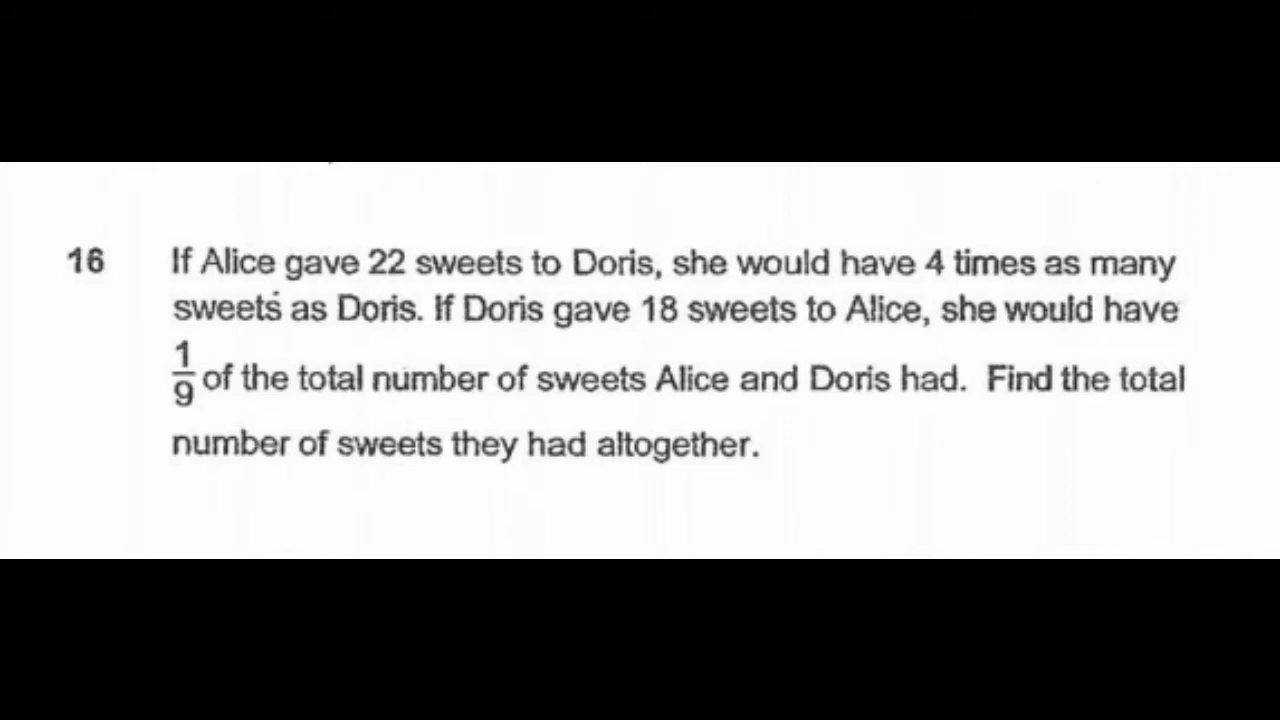 16 If Alice gave 22 sweets to Doris, she would have 4 times as many
sweets as Doris. If Doris gave 18 sweets to Alice, she would have
1/9 of the total number of sweets Alice and Doris had. Find the total
number of sweets they had altogether.